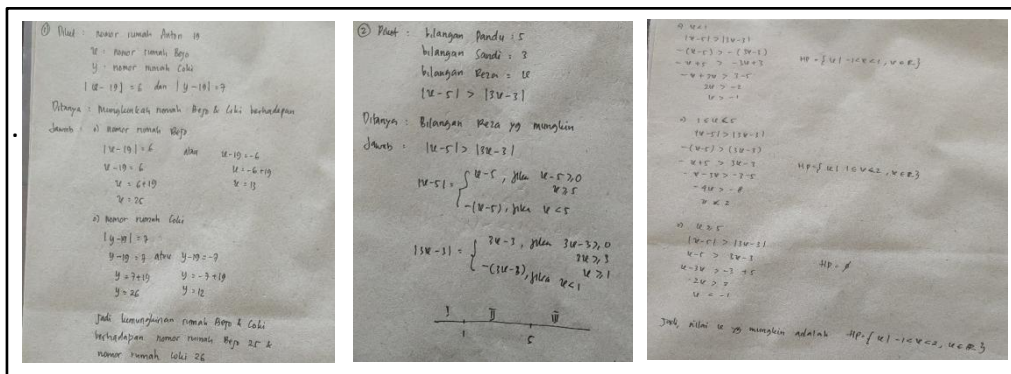 ① Diket : nomor rumah Anton 19
x = nomor rumah Bejo
y = nomor rumah Coki
|x - 19| = 6 dan |y - 19| = 7
Ditanya : Mungkinkah rumah Bejo & Coki berhadapan
Jawab : 1) nomor rumah Bejo
|x - 19| = 6 atau x - 19 = -6
x - 19 = 6 x = -6 + 19
x = 6 + 19 x = 13
x = 25
2) nomor rumah Coki
|y - 19| = 7
y - 19 = 7 atau y - 19 = -7
y = 7 + 19 y = -7 + 19
y = 26 y = 12
Jadi kemungkinan rumah Bejo & Coki
berhadapan nomor rumah Bejo 25 &
nomor rumah Coki 26
② Diket : bilangan Pandu : 5
bilangan Sandi : 3
bilangan Reza = x
|x - 5| > |3x - 3|
Ditanya : Bilangan Reza yg mungkin
Jawab : |x - 5| > |3x - 3|
|x - 5| = { x - 5, jika x - 5 ≥ 0
x ≥ 5
-(x - 5), jika x < 5
|3x - 3| = { 3x - 3, jika 3x - 3 ≥ 0
3x ≥ 3
x ≥ 1
-(3x - 3), jika x < 1
I II III
1 5
x < 1
|x - 5| > |3x - 3|
-(x - 5) > -(3x - 3)
-x + 5 > -3x + 3 HP = { x | -1 < x < 1, x ∈ R }
-x + 3x > 3 - 5
2x > -2
x > -1
1 ≤ x ≤ 5
|x - 5| > |3x - 3|
-(x - 5) > (3x - 3)
-x + 5 > 3x - 3
-x - 3x > -3 - 5 HP = { x | 1 < x < 2, x ∈ R }
-4x > -8
x < 2
x ≥ 5
|x - 5| > |3x - 3|
x - 5 > 3x - 3
x - 3x > -3 + 5 HP = ∅
-2x > 2
x = -1
Jadi, nilai x yg mungkin adalah HP = { x | -1 < x < 2, x ∈ R }